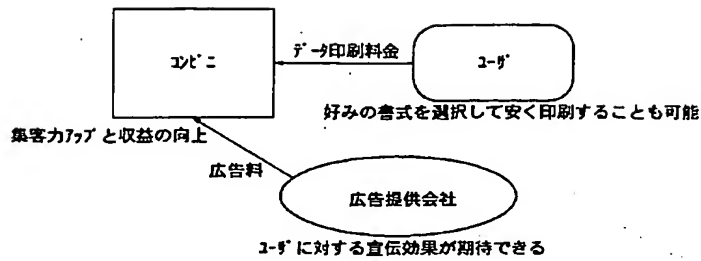 ｺﾝﾋﾞﾆ
ﾃﾞｰﾀ印刷料金
ﾕｰｻﾞ
好みの書式を選択して安く印刷することも可能
集客力ｱｯﾌﾟと収益の向上
広告料
広告提供会社
ﾕｰｻﾞに対する宣伝効果が期待できる